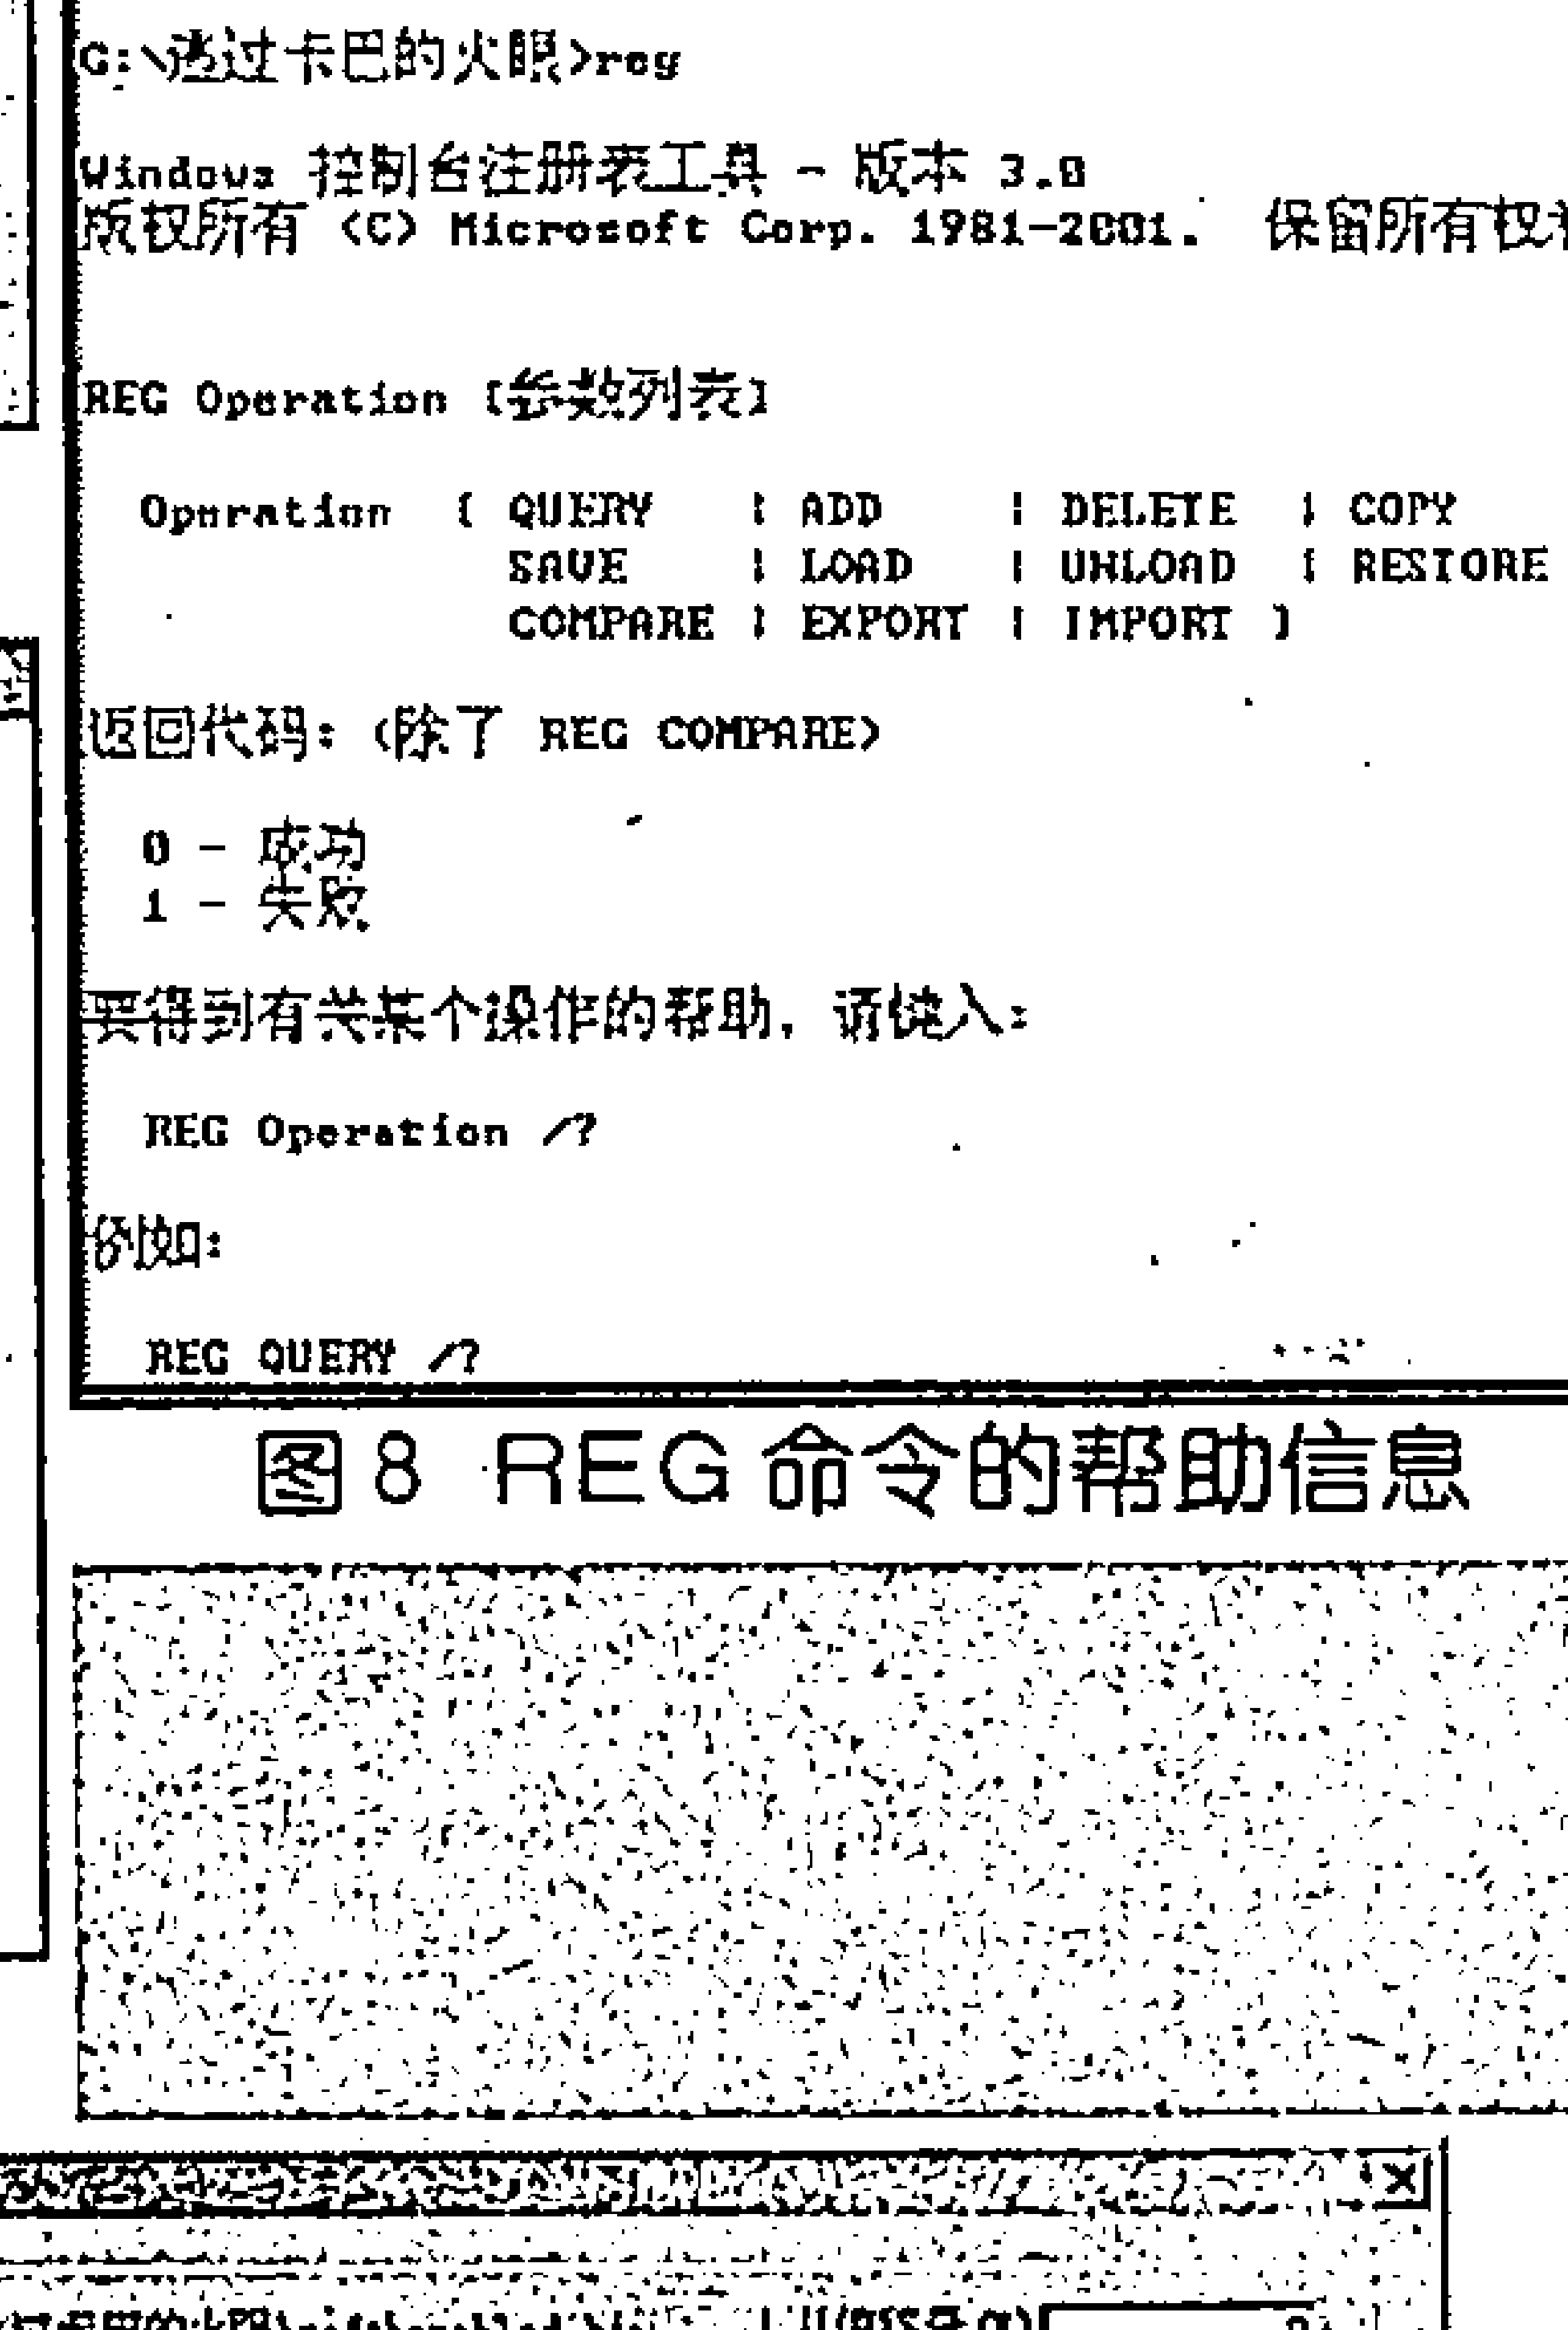 G:\透过卡巴的火眼>reg
Windows 控制台注册表工具 - 版本 3.0
版权所有 (C) Microsoft Corp. 1981-2001. 保留所有权
REG Operation [参数列表]
Operation [ QUERY | ADD | DELETE | COPY
SAVE | LOAD | UNLOAD | RESTORE
COMPARE | EXPORT | IMPORT ]
返回代码: (除了 REG COMPARE)
0 - 成功
1 - 失败
要得到有关某个操作的帮助, 请键入:
REG Operation /?
例如:
REG QUERY /?
图8 REG命令的帮助信息